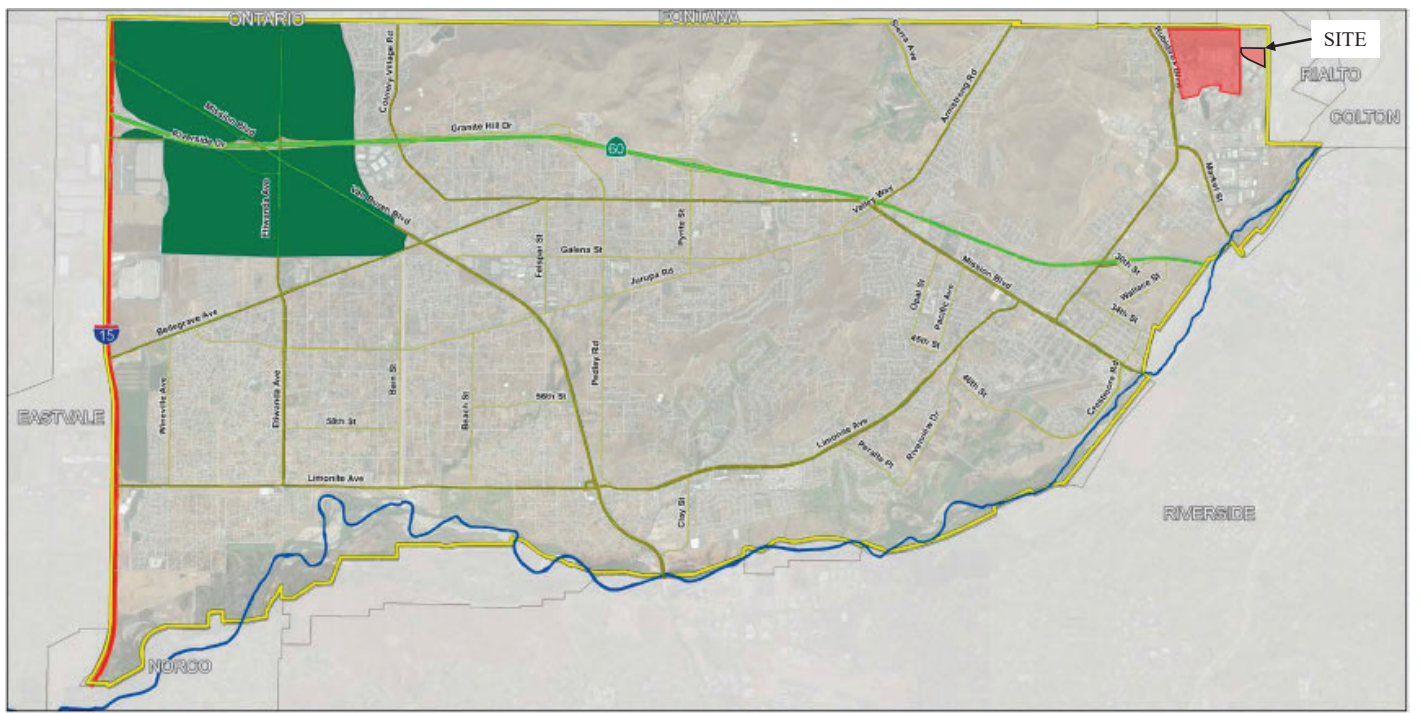 ONTARIO
FONTANA
SITE
RIALTO
COLTON
Country Village Rd
Sierra Ave
Armstrong Rd
Rubidoux Blvd
Market St
Mission Blvd
Riverside Dr
Granite Hill Dr
60
Van Buren Blvd
Valley Way
Etiwanda Ave
Felspar St
Galena St
Pyrite St
Jurupa Rd
Mission Blvd
30th St
Wallace St
34th St
Opal St
Pacific Ave
45th St
Bellegrave Ave
15
Pedley Rd
EASTVALE
Wineville Ave
Etiwanda Ave
Bain St
Beach St
56th St
58th St
46th St
Crestmore Rd
Limonite Ave
Riverview Dr
Peralta Pl
Limonite Ave
Clay St
RIVERSIDE
NORCO